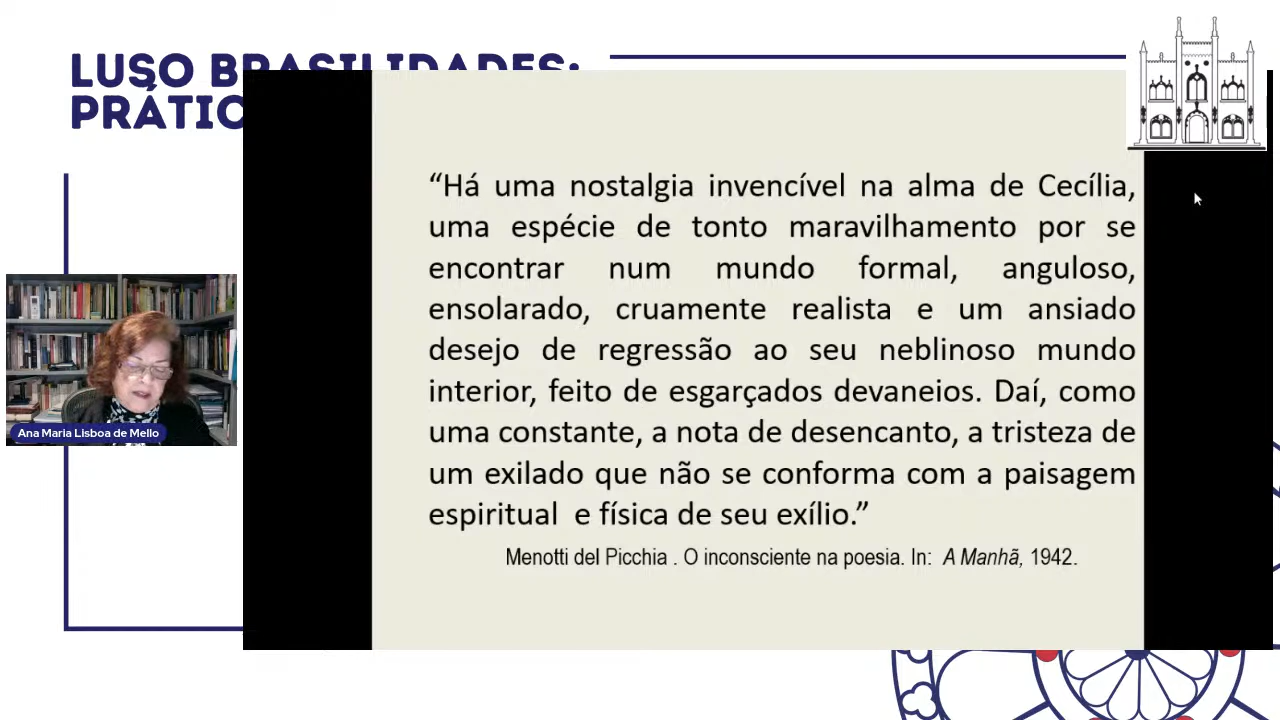 LUSO BRASILIDADES:
PRÁTIC
“Há uma nostalgia invencível na alma de Cecília,
uma espécie de tonto maravilhamento por se
encontrar num mundo formal, anguloso,
ensolarado, cruamente realista e um ansiado
desejo de regressão ao seu neblinoso mundo
interior, feito de esgarçados devaneios. Daí, como
uma constante, a nota de desencanto, a tristeza de
um exilado que não se conforma com a paisagem
espiritual e física de seu exílio.”
Menotti del Picchia . O inconsciente na poesia. In: A Manhã, 1942.
Ana Maria Lisboa de Mello